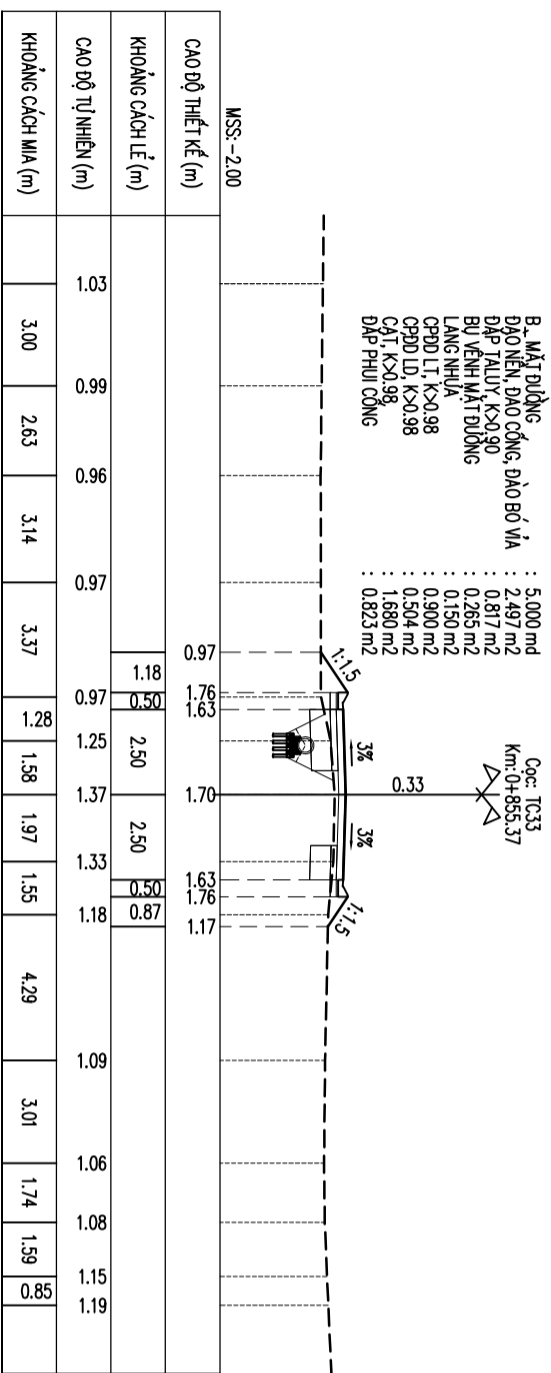 B_ MẶT ĐƯỜNG : 5.000 md
ĐÀO NỀN, ĐÀO CỐNG, ĐÀO BÓ VỈA : 2.497 m2
ĐẮP TALUY, K>0.90 : 0.817 m2
BÙ VÊNH MẶT ĐƯỜNG : 0.265 m2
LÁNG NHỰA : 0.150 m2
CPĐD LT, K>0.98 : 0.900 m2
CPĐD LD, K>0.98 : 0.504 m2
CÁT, K>0.98, : 1.680 m2
ĐẮP PHUI CỐNG : 0.823 m2
Cọc: TC33
Km:0+855.37
0.33
3% 3%
1:1.5 1:1.5
MSS: -2.00
CAO ĐỘ THIẾT KẾ (m) 0.97 1.76 1.63 1.70 1.63 1.76 1.17
KHOẢNG CÁCH LẺ (m) 1.18 0.50 2.50 2.50 0.50 0.87
CAO ĐỘ TỰ NHIÊN (m) 1.03 0.99 0.96 0.97 0.97 1.25 1.37 1.33 1.18 1.09 1.06 1.08 1.15 1.19
KHOẢNG CÁCH MIA (m) 3.00 2.63 3.14 3.37 1.28 1.58 1.97 1.55 4.29 3.01 1.74 1.59 0.85